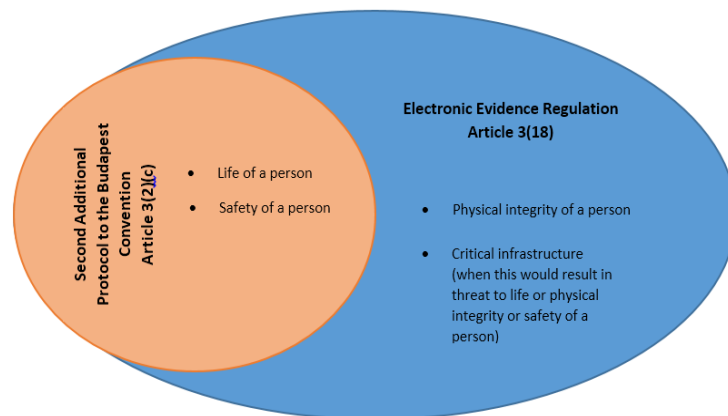 Second Additional
Protocol to the Budapest
Convention
Article 3(2)(c)
• Life of a person
• Safety of a person
Electronic Evidence Regulation
Article 3(18)
• Physical integrity of a person
• Critical infrastructure
(when this would result in
threat to life or physical
integrity or safety of a
person)